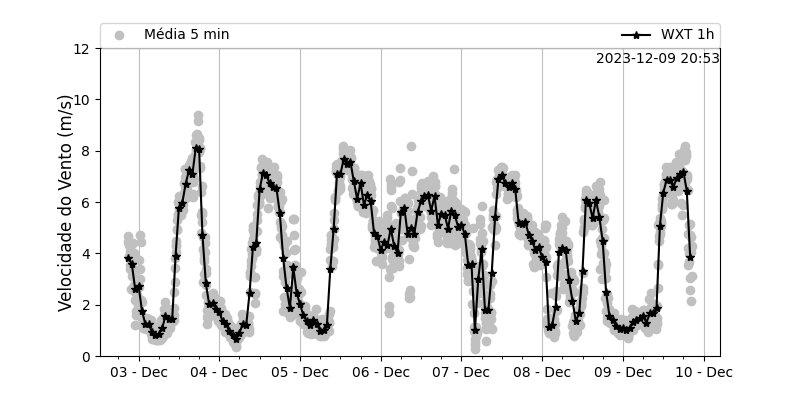 Média 5 min
WXT 1h
2023-12-09 20:53
Velocidade do Vento (m/s)
12
10
8
6
4
2
0
03 - Dec
04 - Dec
05 - Dec
06 - Dec
07 - Dec
08 - Dec
09 - Dec
10 - Dec